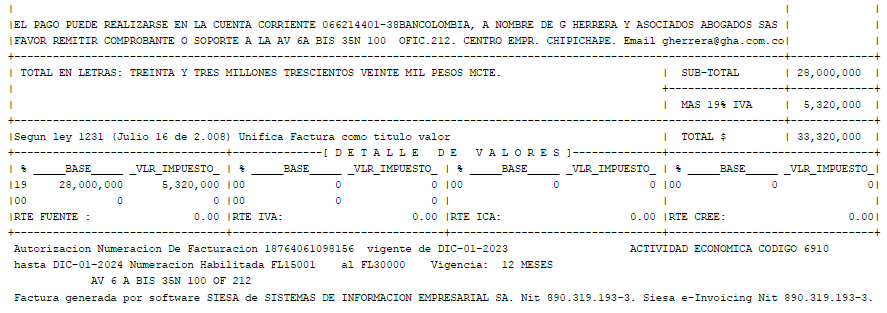 EL PAGO PUEDE REALIZARSE EN LA CUENTA CORRIENTE 066214401-38BANCOLOMBIA, A NOMBRE DE G HERRERA Y ASOCIADOS ABOGADOS SAS
FAVOR REMITIR COMPROBANTE O SOPORTE A LA AV 6A BIS 35N 100 OFIC.212. CENTRO EMPR. CHIPICHAPE. Email gherrera@gha.com.co
TOTAL EN LETRAS: TREINTA Y TRES MILLONES TRESCIENTOS VEINTE MIL PESOS MCTE. | SUB-TOTAL | 28,000,000
MAS 19% IVA | 5,320,000
Segun ley 1231 (Julio 16 de 2.008) Unifica Factura como titulo valor | TOTAL $ | 33,320,000
[ D E T A L L E D E V A L O R E S ]
| % _____BASE_____ _VLR_IMPUESTO_ | % _____BASE_____ _VLR_IMPUESTO_ | % _____BASE_____ _VLR_IMPUESTO_ | % _____BASE_____ _VLR_IMPUESTO_|
|19 28,000,000 5,320,000 |00 0 0 |00 0 0 |00 0 0|
|00 0 0 |00 0 0 | | |
|RTE FUENTE : 0.00 |RTE IVA: 0.00 |RTE ICA: 0.00 |RTE CREE: 0.00|
Autorizacion Numeracion De Facturacion 18764061098156 vigente de DIC-01-2023 ACTIVIDAD ECONOMICA CODIGO 6910
hasta DIC-01-2024 Numeracion Habilitada FL15001 al FL30000 Vigencia: 12 MESES
AV 6 A BIS 35N 100 OF 212
Factura generada por software SIESA de SISTEMAS DE INFORMACION EMPRESARIAL SA. Nit 890.319.193-3. Siesa e-Invoicing Nit 890.319.193-3.